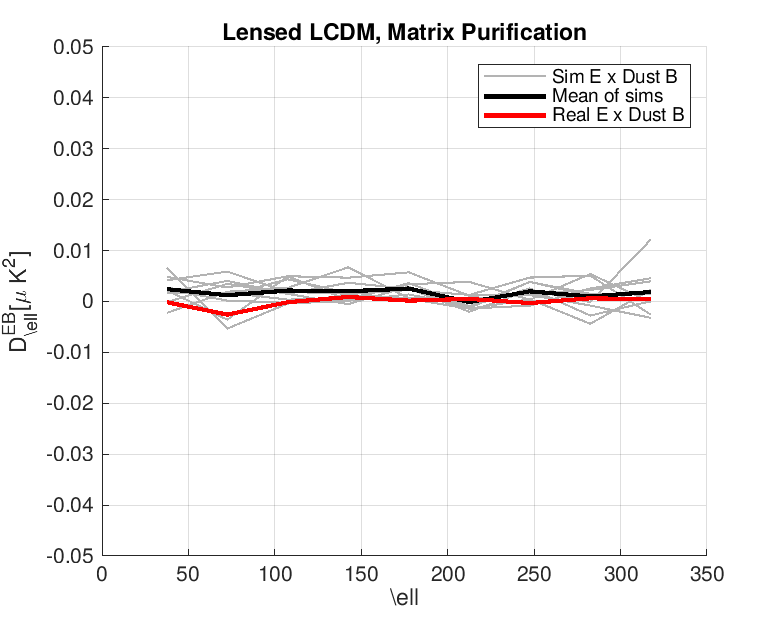 Lensed LCDM, Matrix Purification
Sim E x Dust B
Mean of sims
Real E x Dust B
0.05
0.04
0.03
0.02
0.01
0
-0.01
-0.02
-0.03
-0.04
-0.05
D^{EB}_{\ell}[μ K^2]
0 50 100 150 200 250 300 350
\ell